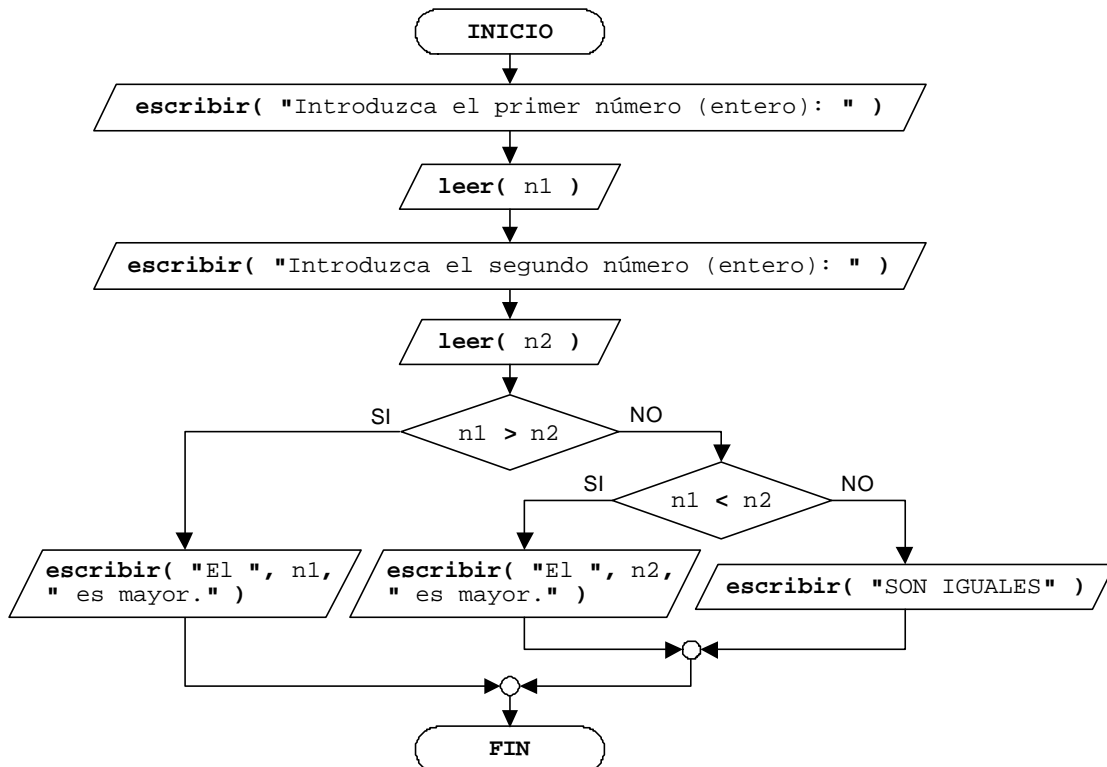 INICIO
escribir( "Introduzca el primer número (entero): " )
leer( n1 )
escribir( "Introduzca el segundo número (entero): " )
leer( n2 )
SI
n1 > n2
NO
SI
n1 < n2
NO
escribir( "El ", n1,
" es mayor." )
escribir( "El ", n2,
" es mayor." )
escribir( "SON IGUALES" )
FIN